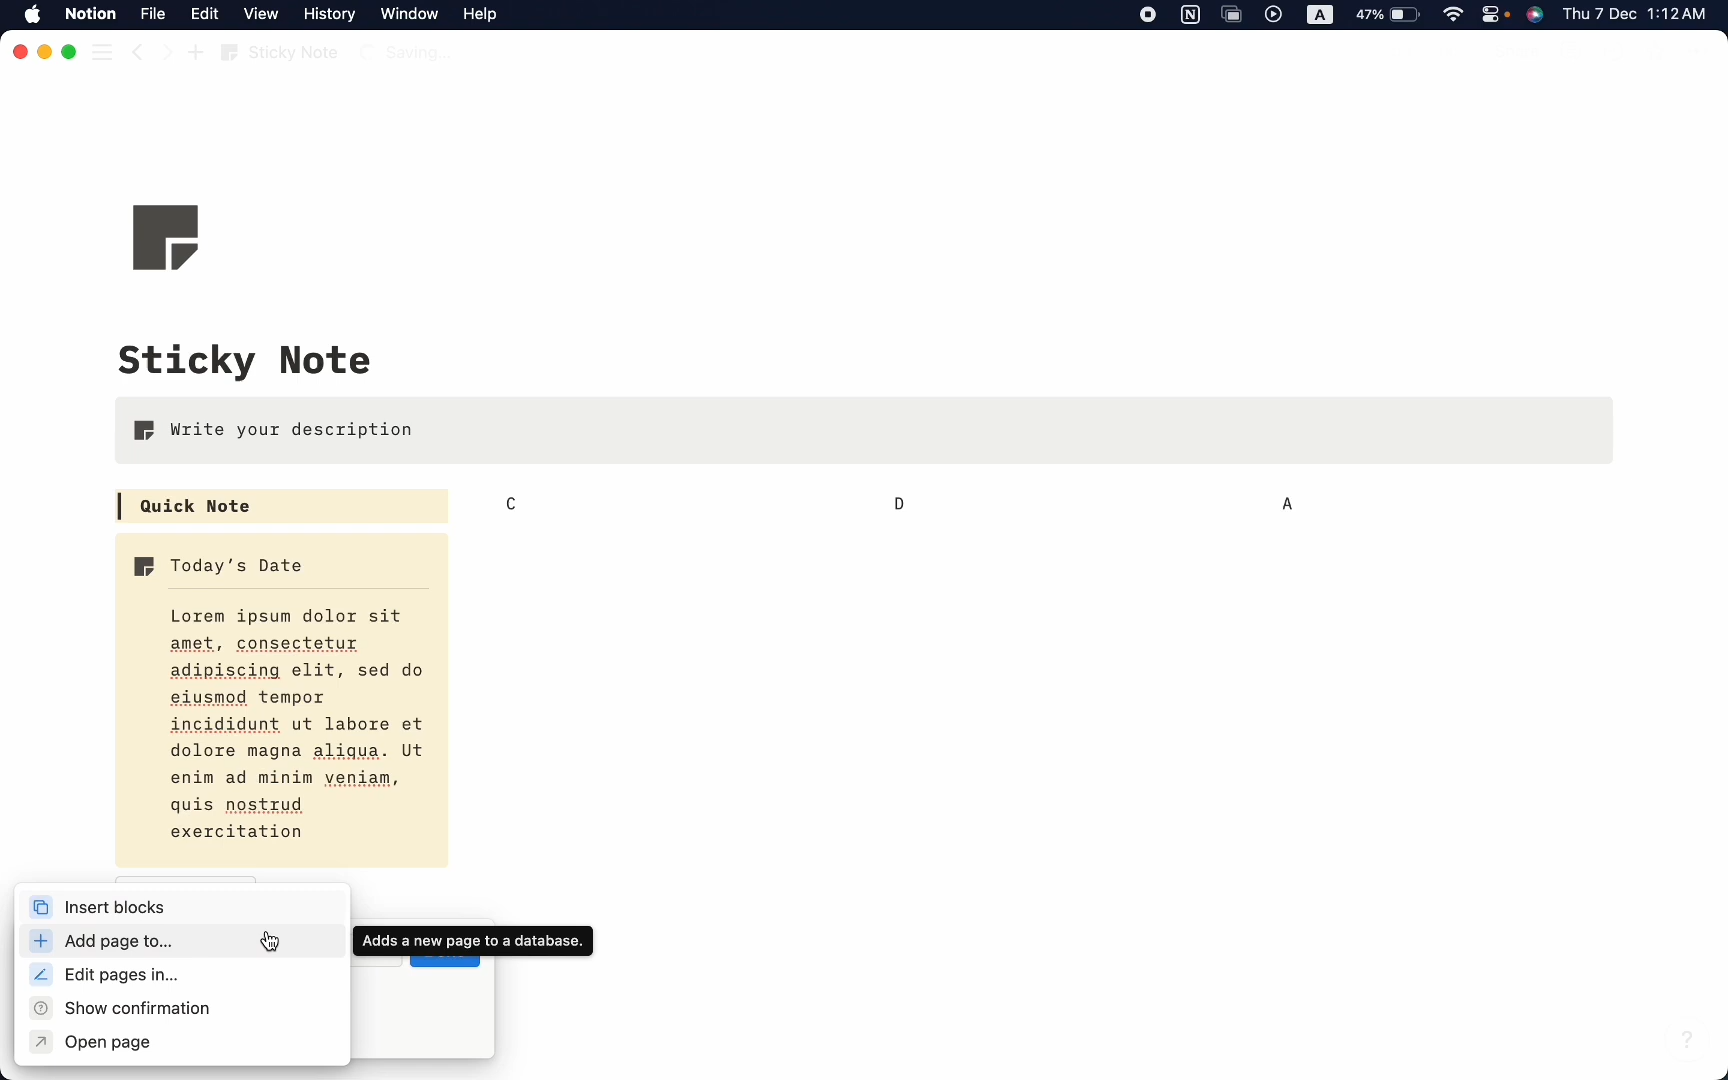 Notion File Edit View History Window Help A 47% Thu 7 Dec 1:12 AM
Sticky Note Saving...
Sticky Note
Write your description
Quick Note
C
D
A
Today's Date
Lorem ipsum dolor sit
amet, consectetur
adipiscing elit, sed do
eiusmod tempor
incididunt ut labore et
dolore magna aliqua. Ut
enim ad minim veniam,
quis nostrud
exercitation
Insert blocks
Add page to...
Adds a new page to a database.
Edit pages in...
Show confirmation
Open page
?